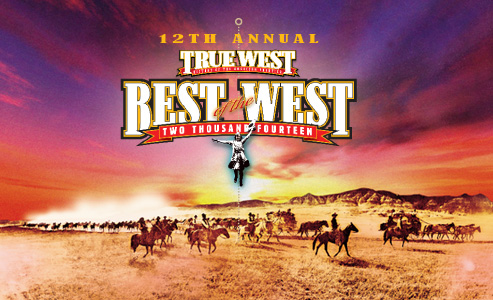 12TH ANNUAL
TRUE WEST
BEST of the WEST
TWO THOUSAND FOURTEEN